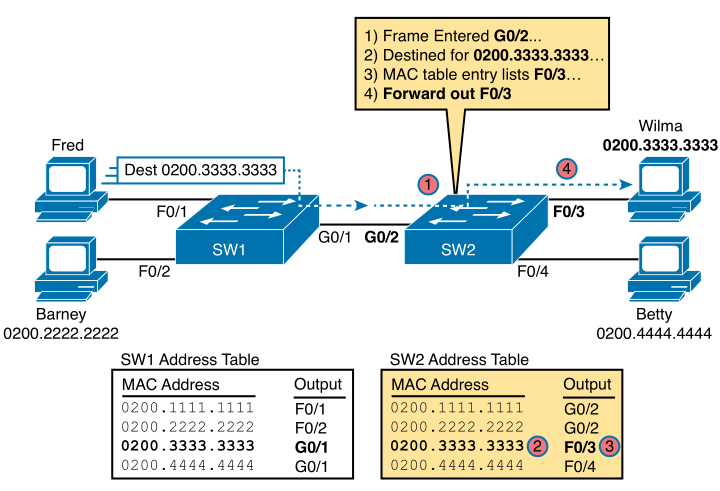 1) Frame Entered G0/2...
2) Destined for 0200.3333.3333...
3) MAC table entry lists F0/3...
4) Forward out F0/3
Wilma
0200.3333.3333
Fred
Dest 0200.3333.3333
1
4
F0/1
F0/3
SW1
G0/1
G0/2
SW2
F0/2
F0/4
Barney
0200.2222.2222
Betty
0200.4444.4444
SW1 Address Table
MAC Address Output
0200.1111.1111 F0/1
0200.2222.2222 F0/2
0200.3333.3333 G0/1
0200.4444.4444 G0/1
SW2 Address Table
MAC Address Output
0200.1111.1111 G0/2
0200.2222.2222 G0/2
0200.3333.3333 2 F0/3 3
0200.4444.4444 F0/4